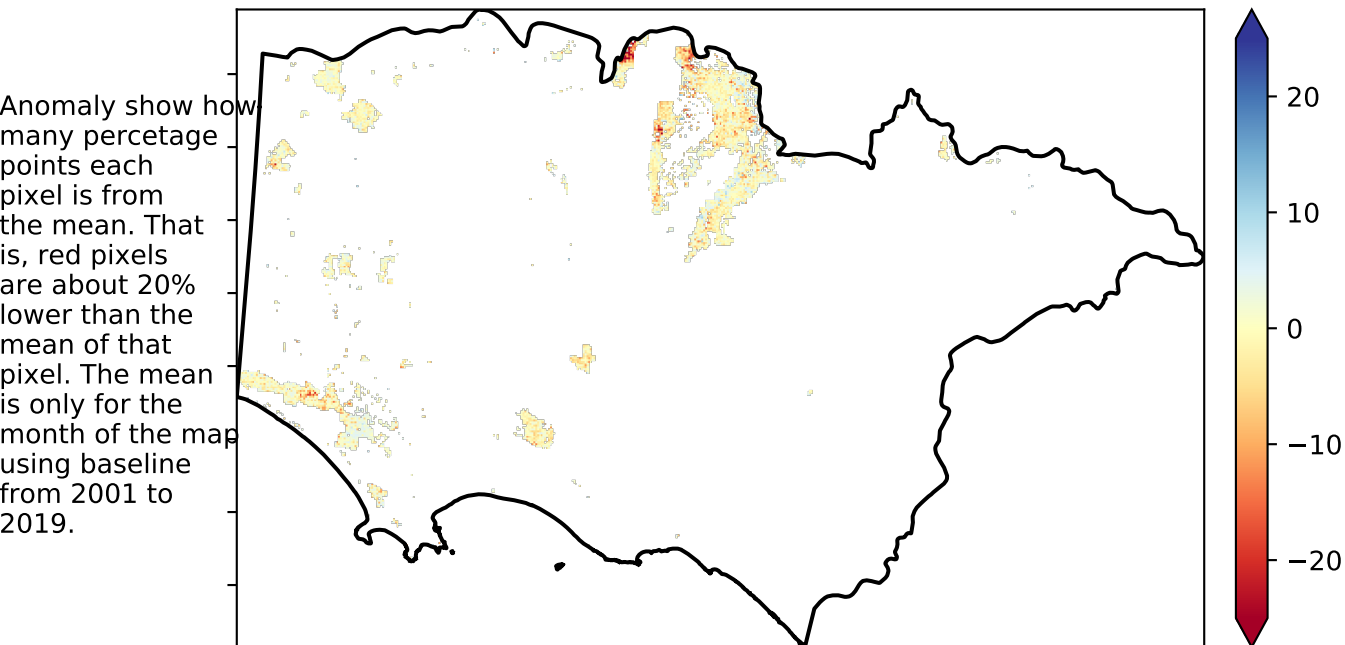 Anomaly show how
many percetage
points each
pixel is from
the mean. That
is, red pixels
are about 20%
lower than the
mean of that
pixel. The mean
is only for the
month of the map
using baseline
from 2001 to
2019.
20
10
0
−10
−20